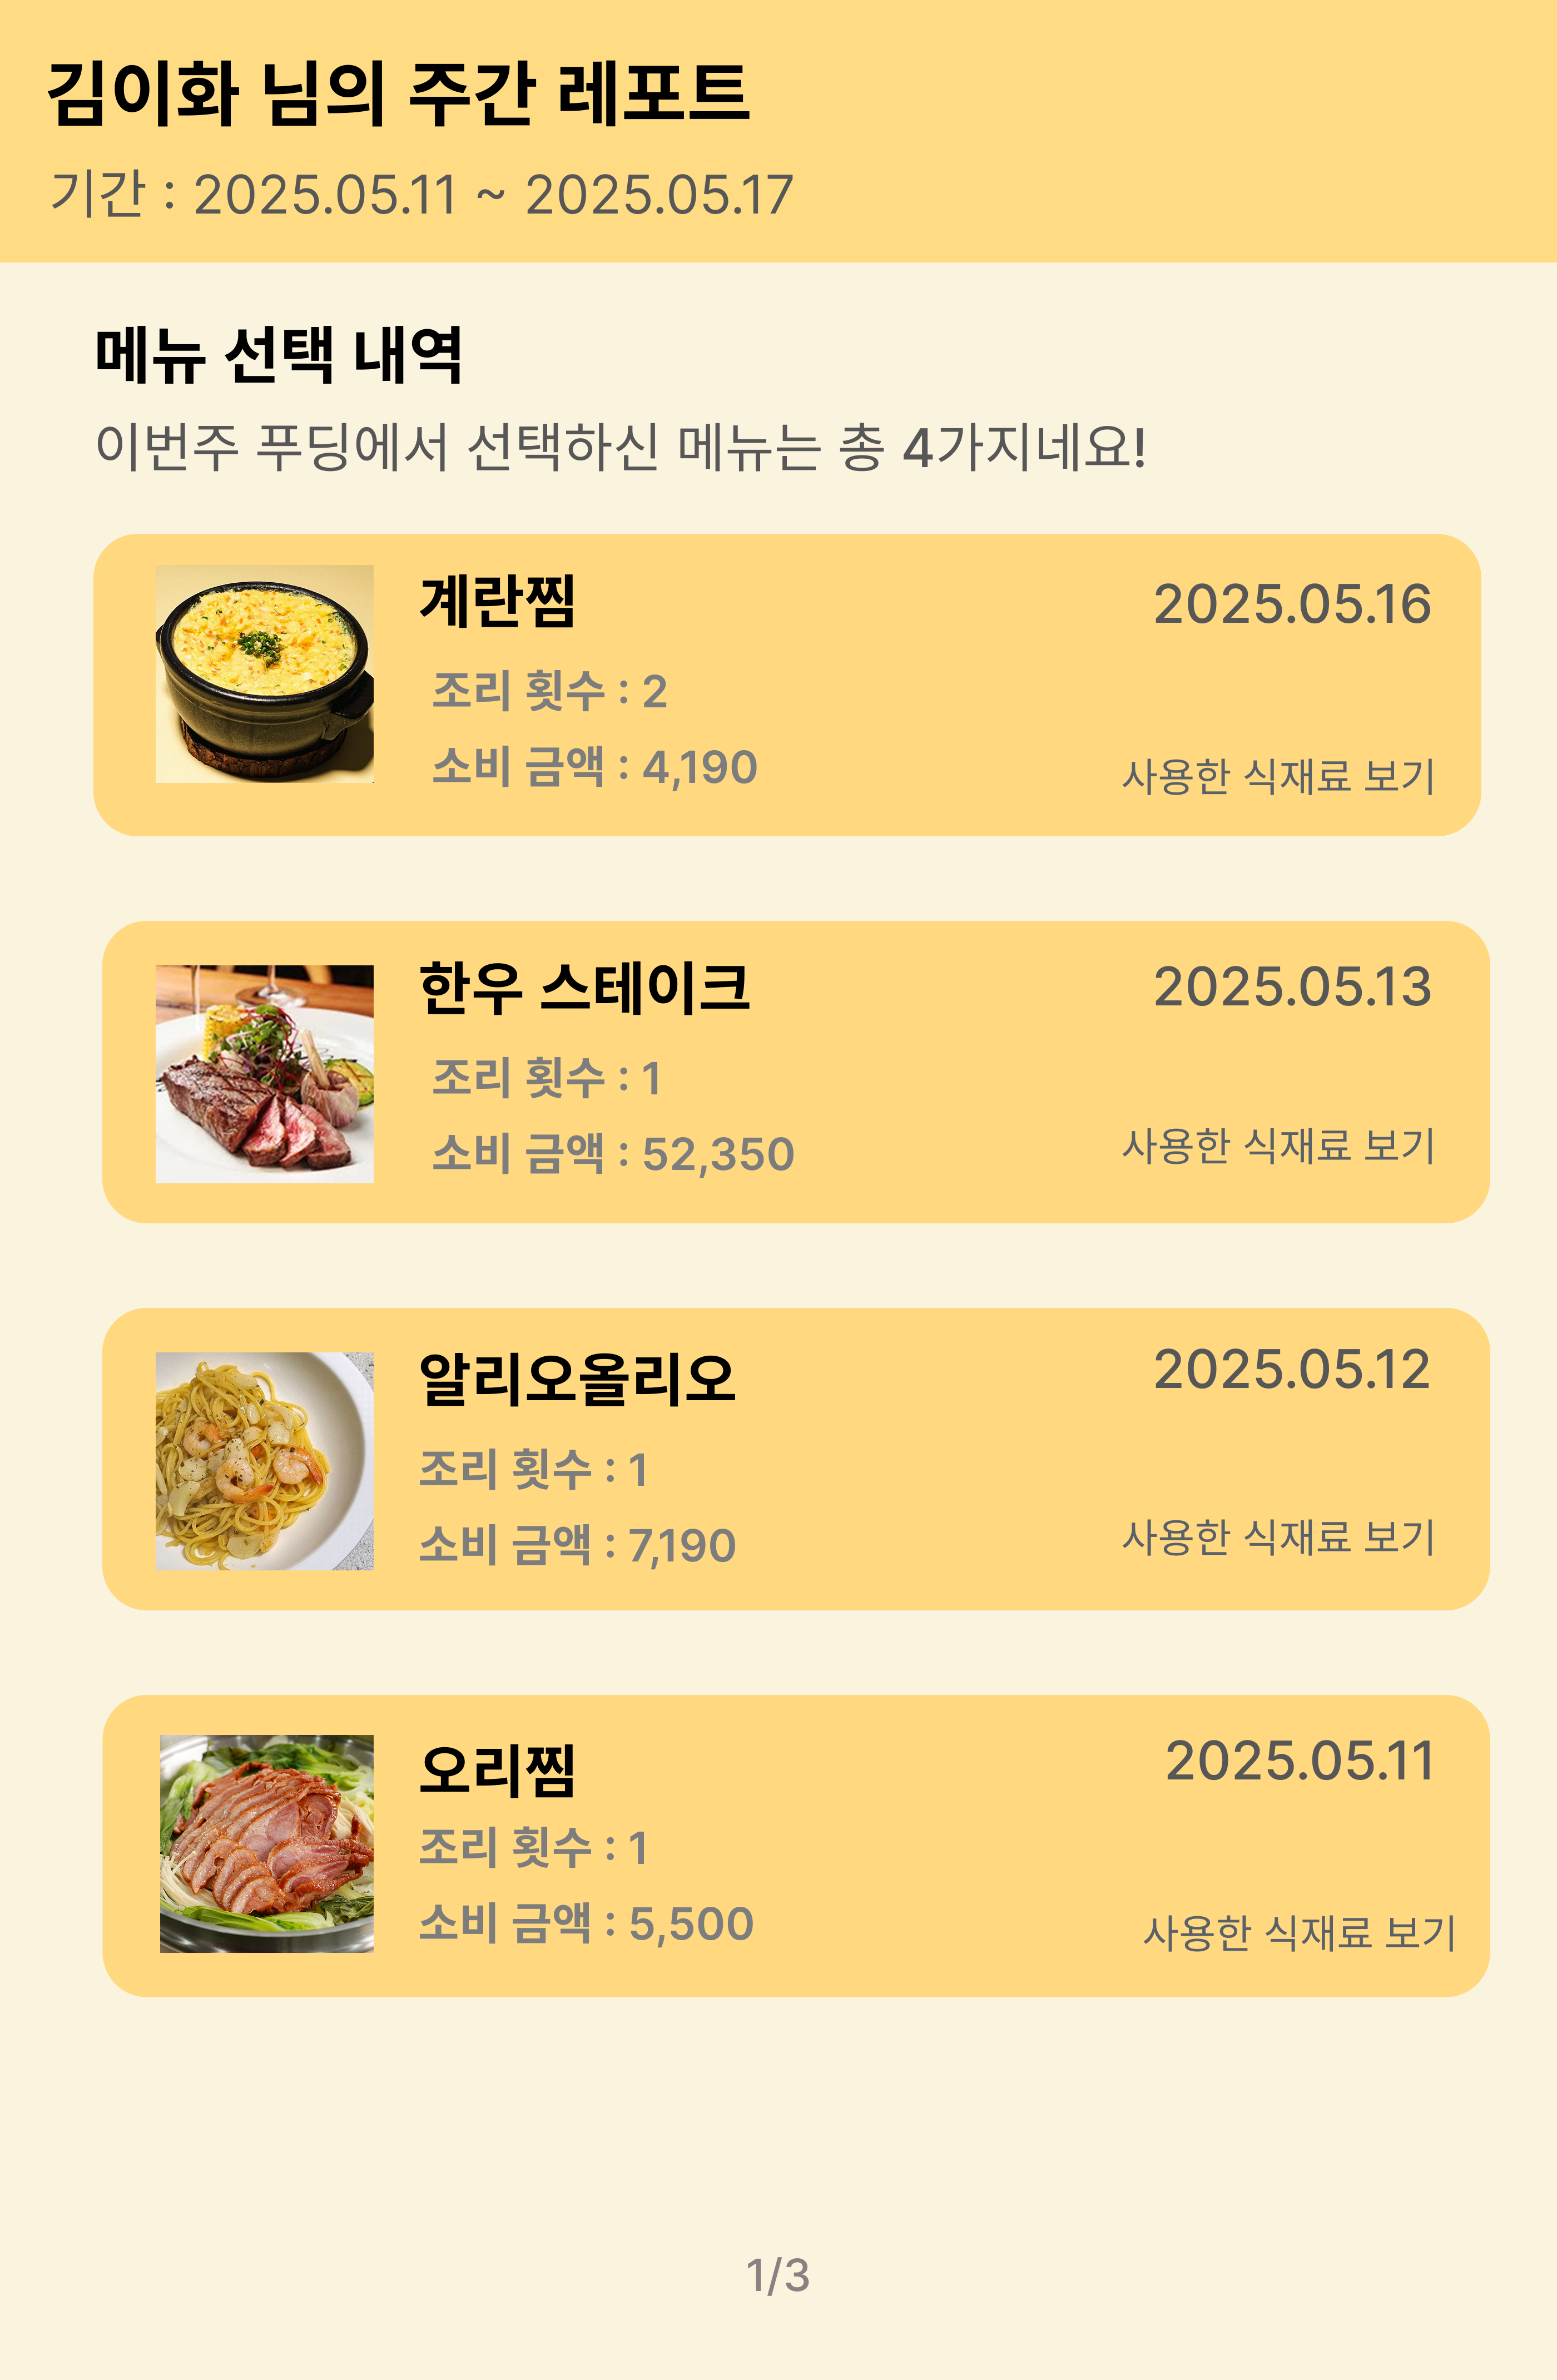 김이화 님의 주간 레포트
기간 : 2025.05.11 ~ 2025.05.17
메뉴 선택 내역
이번주 푸딩에서 선택하신 메뉴는 총 4가지네요!
계란찜
2025.05.16
조리 횟수 : 2
소비 금액 : 4,190
사용한 식재료 보기
한우 스테이크
2025.05.13
조리 횟수 : 1
소비 금액 : 52,350
사용한 식재료 보기
알리오올리오
2025.05.12
조리 횟수 : 1
소비 금액 : 7,190
사용한 식재료 보기
오리찜
2025.05.11
조리 횟수 : 1
소비 금액 : 5,500
사용한 식재료 보기
1/3